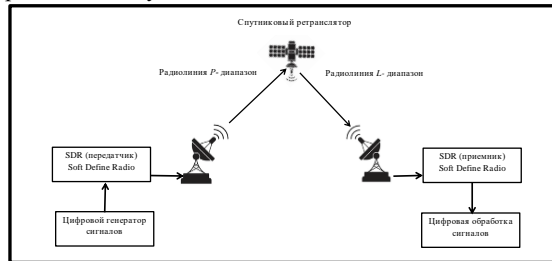 Спутниковый ретранслятор
Радиолиния P- диапазон
Радиолиния L- диапазон
SDR (передатчик)
Soft Define Radio
SDR (приемник)
Soft Define Radio
Цифровой генератор
сигналов
Цифровая обработка
сигналов